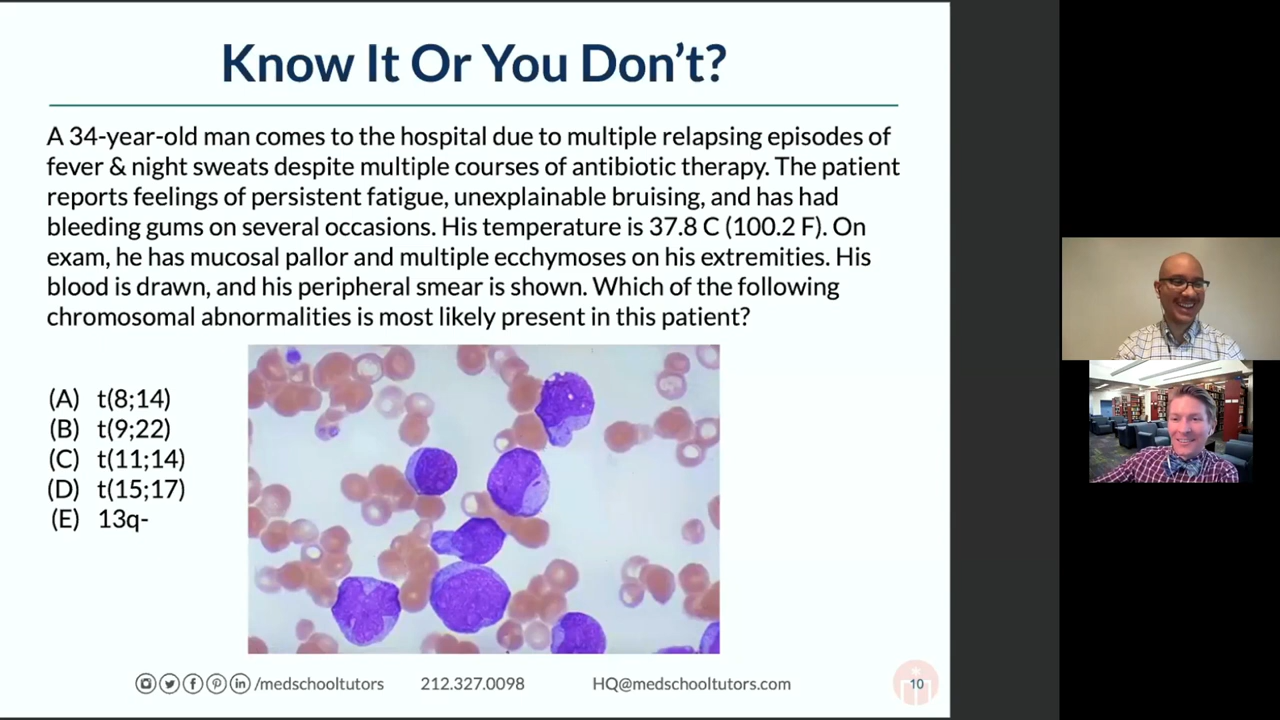 Know It Or You Don't?
A 34-year-old man comes to the hospital due to multiple relapsing episodes of
fever & night sweats despite multiple courses of antibiotic therapy. The patient
reports feelings of persistent fatigue, unexplainable bruising, and has had
bleeding gums on several occasions. His temperature is 37.8 C (100.2 F). On
exam, he has mucosal pallor and multiple ecchymoses on his extremities. His
blood is drawn, and his peripheral smear is shown. Which of the following
chromosomal abnormalities is most likely present in this patient?
(A) t(8;14)
(B) t(9;22)
(C) t(11;14)
(D) t(15;17)
(E) 13q-
/medschooltutors 212.327.0098 HQ@medschooltutors.com 10